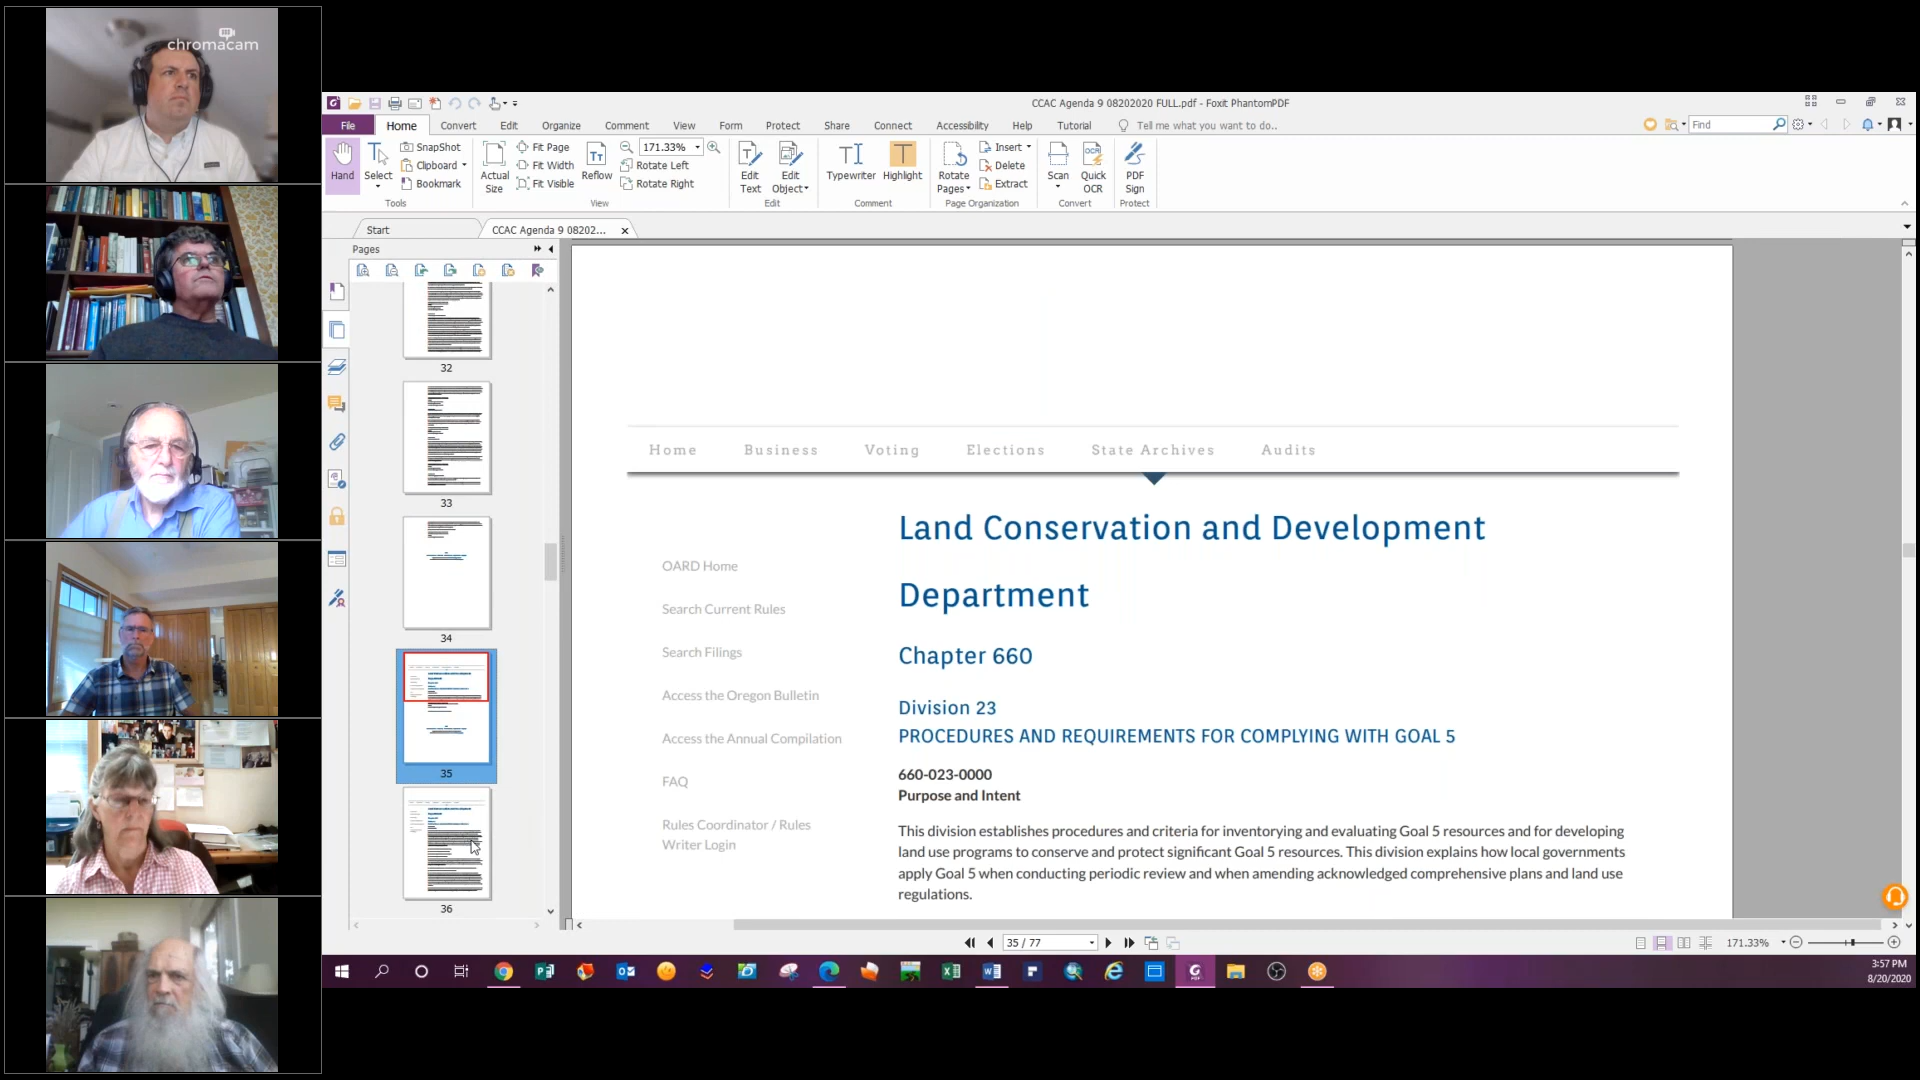 chromacam
CCAC Agenda 9 08202020 FULL.pdf - Foxit PhantomPDF
File Home Convert Edit Organize Comment View Form Protect Share Connect Accessibility Help Tutorial Tell me what you want to do.. Find
Hand
Select
SnapShot
Clipboard
Bookmark
Tools
Actual Size
Fit Page
Fit Width
Fit Visible
Reflow
171.33%
Rotate Left
Rotate Right
View
Edit Text
Edit Object
Edit
Typewriter
Highlight
Comment
Rotate Pages
Insert
Delete
Extract
Page Organization
Scan
Quick OCR
Convert
PDF Sign
Protect
Start
CCAC Agenda 9 08202...
Pages
32
33
34
35
36
Home Business Voting Elections State Archives Audits
OARD Home
Search Current Rules
Search Filings
Access the Oregon Bulletin
Access the Annual Compilation
FAQ
Rules Coordinator / Rules
Writer Login
Land Conservation and Development
Department
Chapter 660
Division 23
PROCEDURES AND REQUIREMENTS FOR COMPLYING WITH GOAL 5
660-023-0000
Purpose and Intent
This division establishes procedures and criteria for inventorying and evaluating Goal 5 resources and for developing
land use programs to conserve and protect significant Goal 5 resources. This division explains how local governments
apply Goal 5 when conducting periodic review and when amending acknowledged comprehensive plans and land use
regulations.
35 / 77
171.33%
3:57 PM
8/20/2020